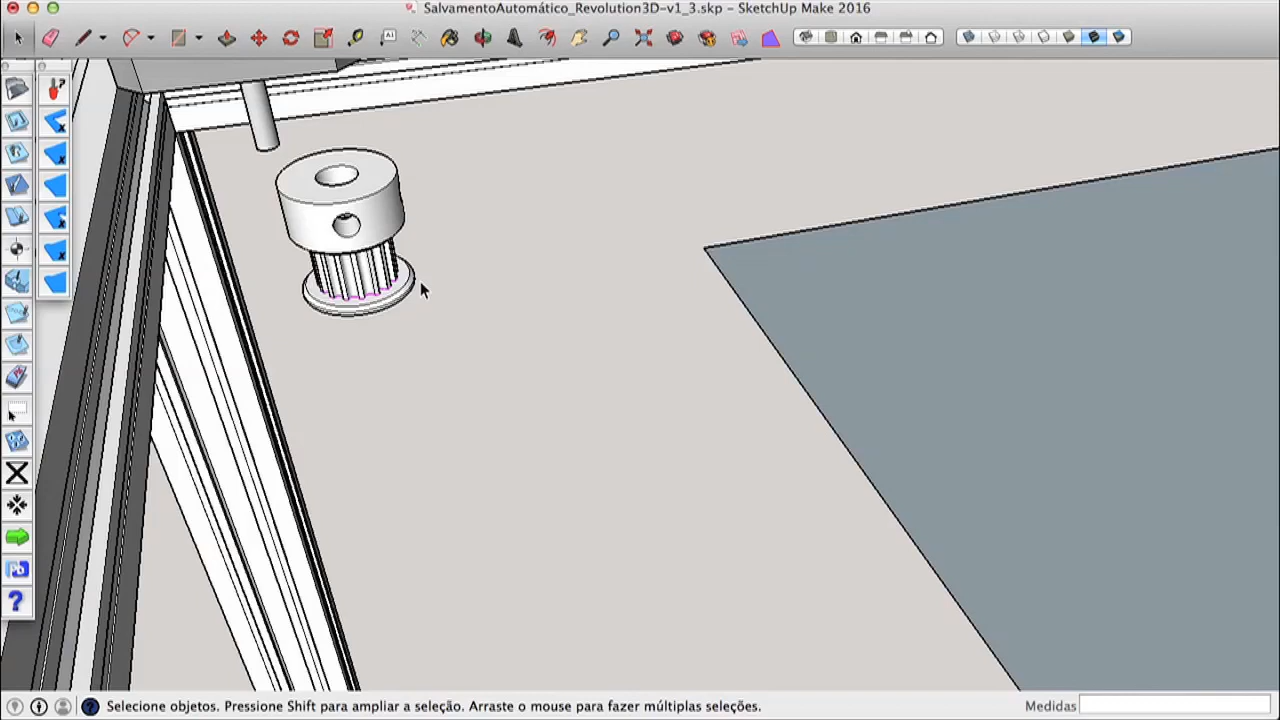 SalvamentoAutomático_Revolution3D-v1_3.skp - SketchUp Make 2016
Selecione objetos. Pressione Shift para ampliar a seleção. Arraste o mouse para fazer múltiplas seleções.
Medidas